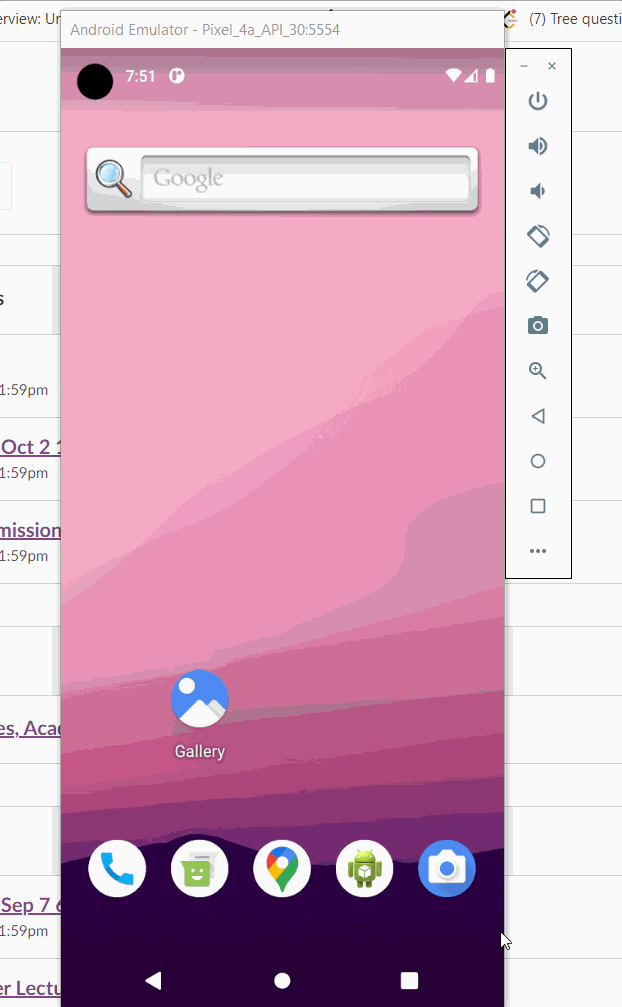 erview: Ur
(7) Tree questi
Android Emulator - Pixel_4a_API_30:5554
7:51
Google
s
1:59pm
Oct 2 1
1:59pm
mission
1:59pm
Gallery
es, Acad
Sep 7 6
1:59pm
er Lectu